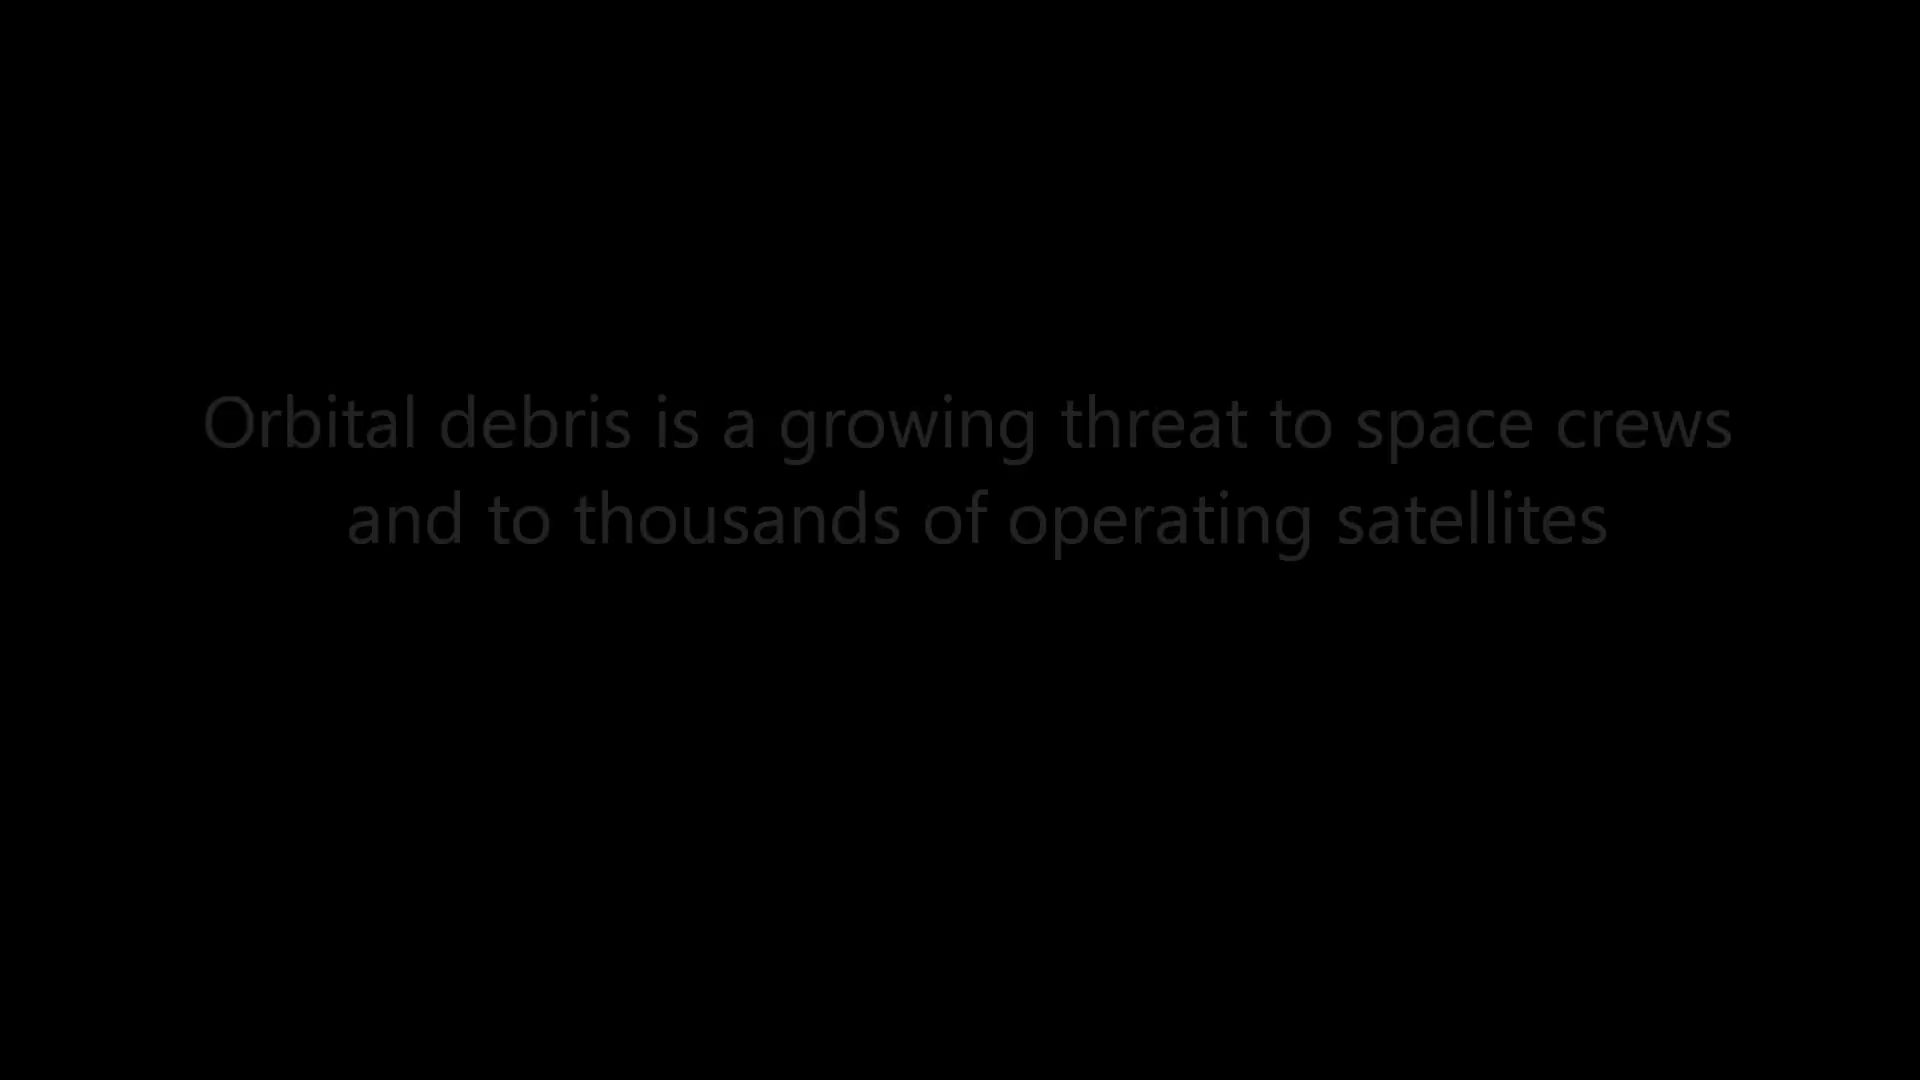 Orbital debris is a growing threat to space crews
and to thousands of operating satellites